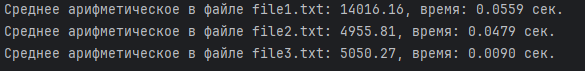 Среднее арифметическое в файле file1.txt: 14016.16, время: 0.0559 сек.
Среднее арифметическое в файле file2.txt: 4955.81, время: 0.0479 сек.
Среднее арифметическое в файле file3.txt: 5050.27, время: 0.0090 сек.